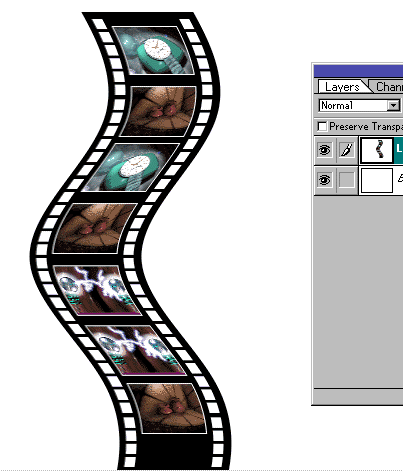 Layers
Chann
Normal
Preserve Transpa
L